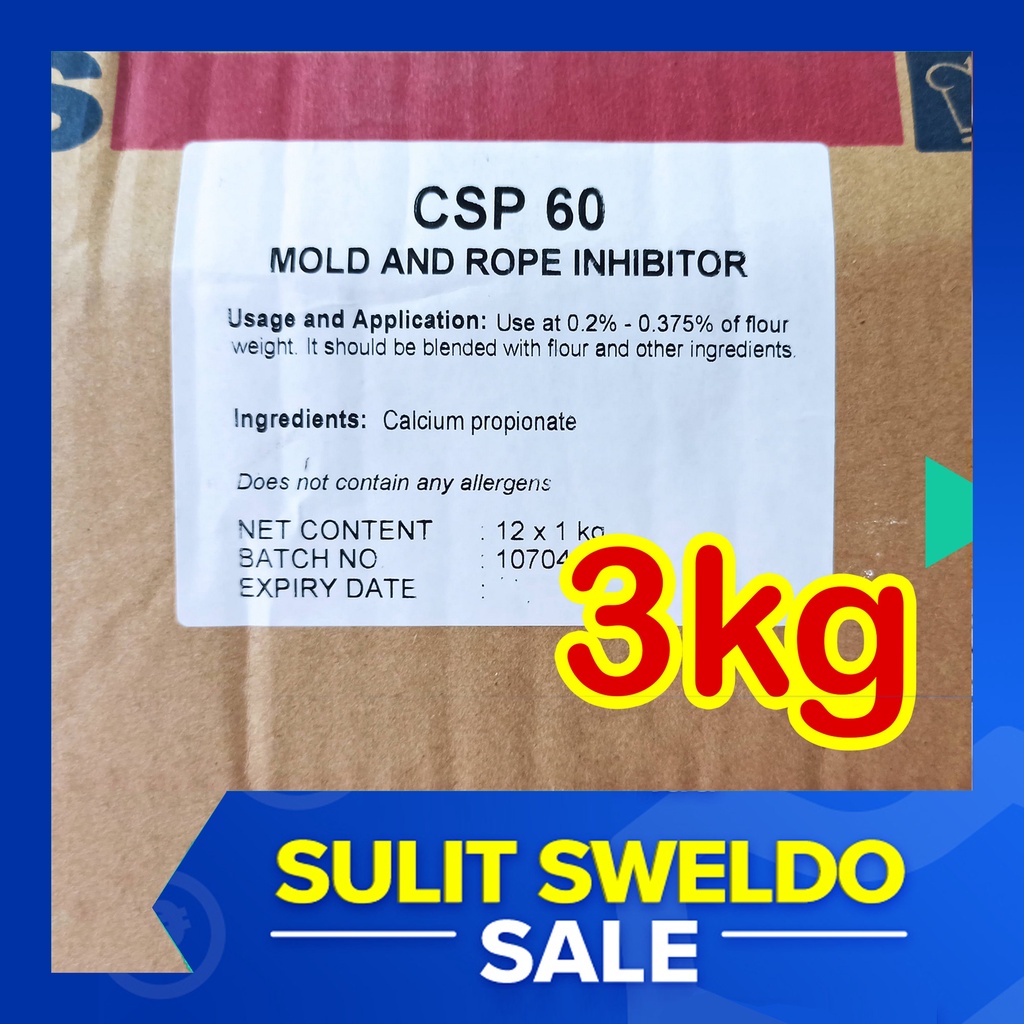 S
CSP 60
MOLD AND ROPE INHIBITOR
Usage and Application: Use at 0.2% - 0.375% of flour
weight. It should be blended with flour and other ingredients.
Ingredients: Calcium propionate
Does not contain any allergens
NET CONTENT : 12 x 1 kg
BATCH NO : 10704
EXPIRY DATE :
3kg
SULIT SWELDO
SALE